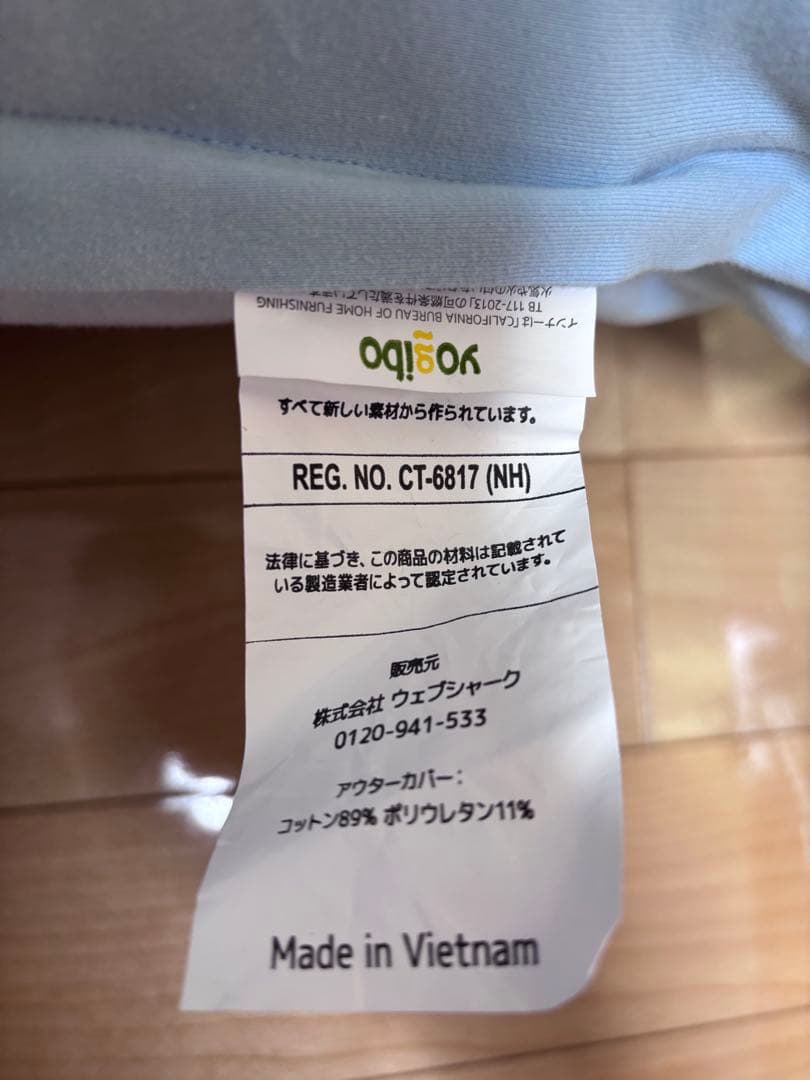 インナーは「CALIFORNIA BUREAU OF HOME FURNISHING
TB 117-2013」の可燃条件を満たしています
yogibo
すべて新しい素材から作られています。
REG. NO. CT-6817 (NH)
法律に基づき、この商品の材料は記載されて
いる製造業者によって認定されています。
販売元
株式会社 ウェブシャーク
0120-941-533
アウターカバー：
コットン89% ポリウレタン11%
Made in Vietnam